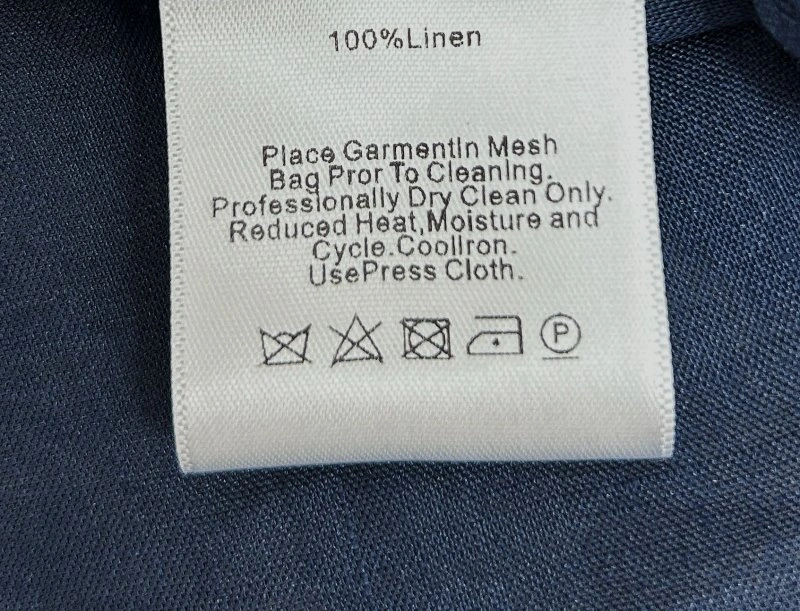 100%Linen
Place GarmentIn Mesh
Bag Pror To CleanIng.
Professionally Dry Clean Only.
Reduced Heat,Moisture and
Cycle.CoolIron.
UsePress Cloth.
P